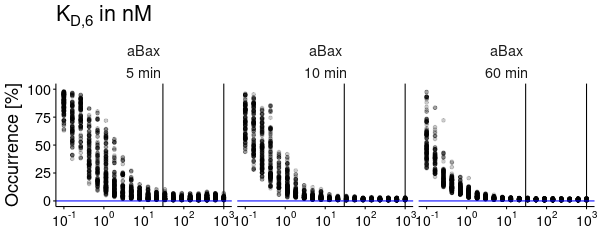 K_D,6 in nM
aBax aBax aBax
5 min 10 min 60 min
Occurrence [%]
100
75
50
25
0
10^-1 10^0 10^1 10^2 10^3 10^-1 10^0 10^1 10^2 10^3 10^-1 10^0 10^1 10^2 10^3